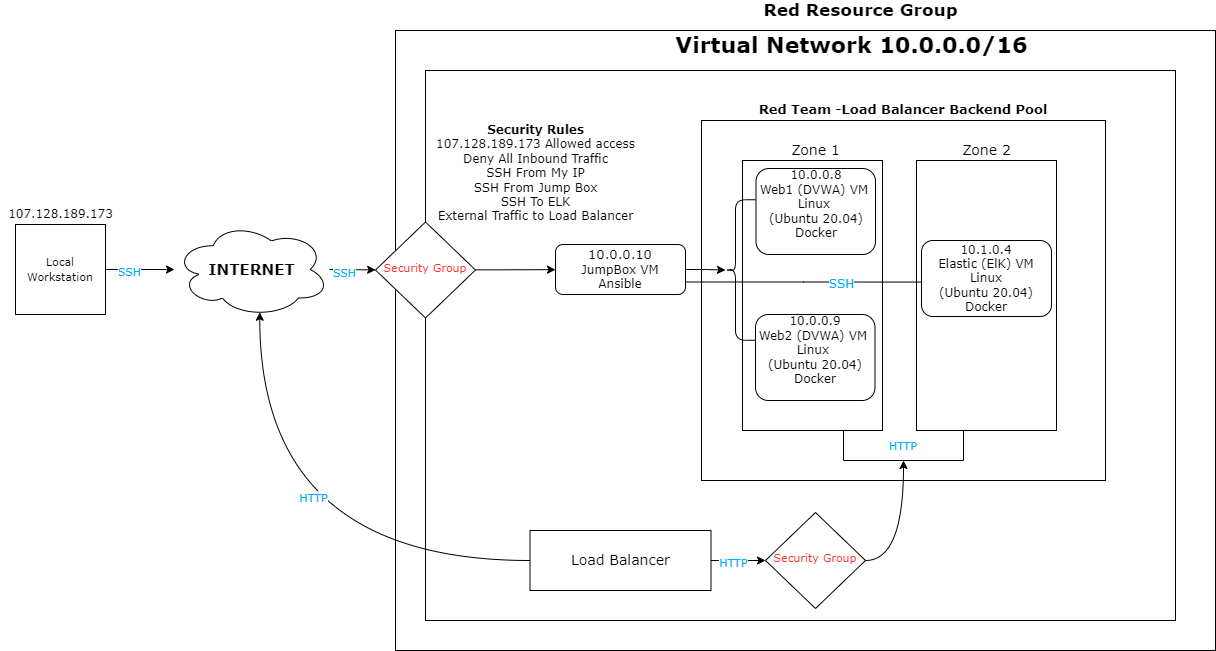 Red Resource Group
Virtual Network 10.0.0.0/16
Red Team -Load Balancer Backend Pool
Security Rules
107.128.189.173 Allowed access
Deny All Inbound Traffic
SSH From My IP
SSH From Jump Box
SSH To ELK
External Traffic to Load Balancer
Zone 1
Zone 2
10.0.0.8
Web1 (DVWA) VM
Linux
(Ubuntu 20.04)
Docker
107.128.189.173
Local
Workstation
SSH
INTERNET
SSH
Security Group
10.0.0.10
JumpBox VM
Ansible
SSH
10.1.0.4
Elastic (ElK) VM
Linux
(Ubuntu 20.04)
Docker
10.0.0.9
Web2 (DVWA) VM
Linux
(Ubuntu 20.04)
Docker
HTTP
HTTP
Load Balancer
HTTP
Security Group